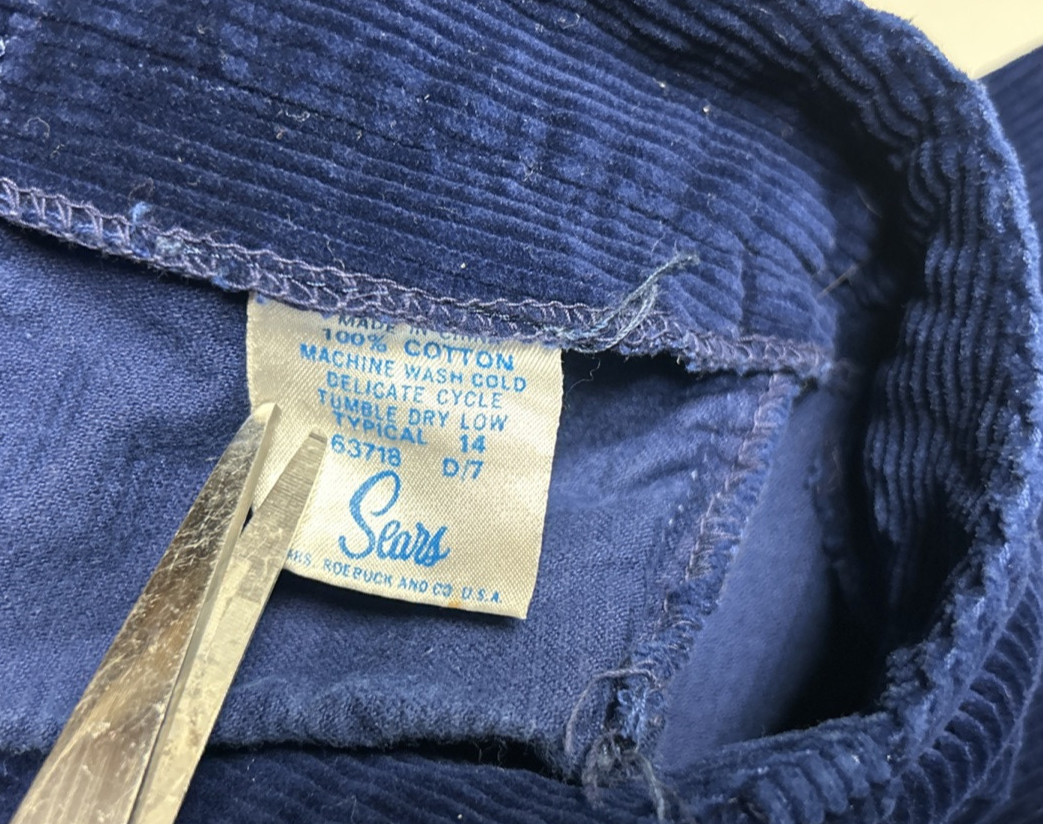 MADE IN
100% COTTON
MACHINE WASH COLD
DELICATE CYCLE
TUMBLE DRY LOW
TYPICAL 14
63718 D/7
Sears
ROEBUCK AND CO. U.S.A.